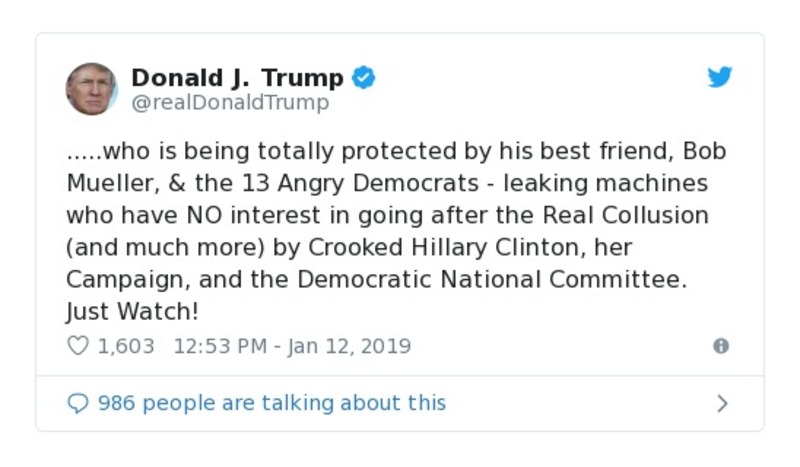 Donald J. Trump
@realDonaldTrump
.....who is being totally protected by his best friend, Bob
Mueller, & the 13 Angry Democrats - leaking machines
who have NO interest in going after the Real Collusion
(and much more) by Crooked Hillary Clinton, her
Campaign, and the Democratic National Committee.
Just Watch!
1,603 12:53 PM - Jan 12, 2019
986 people are talking about this